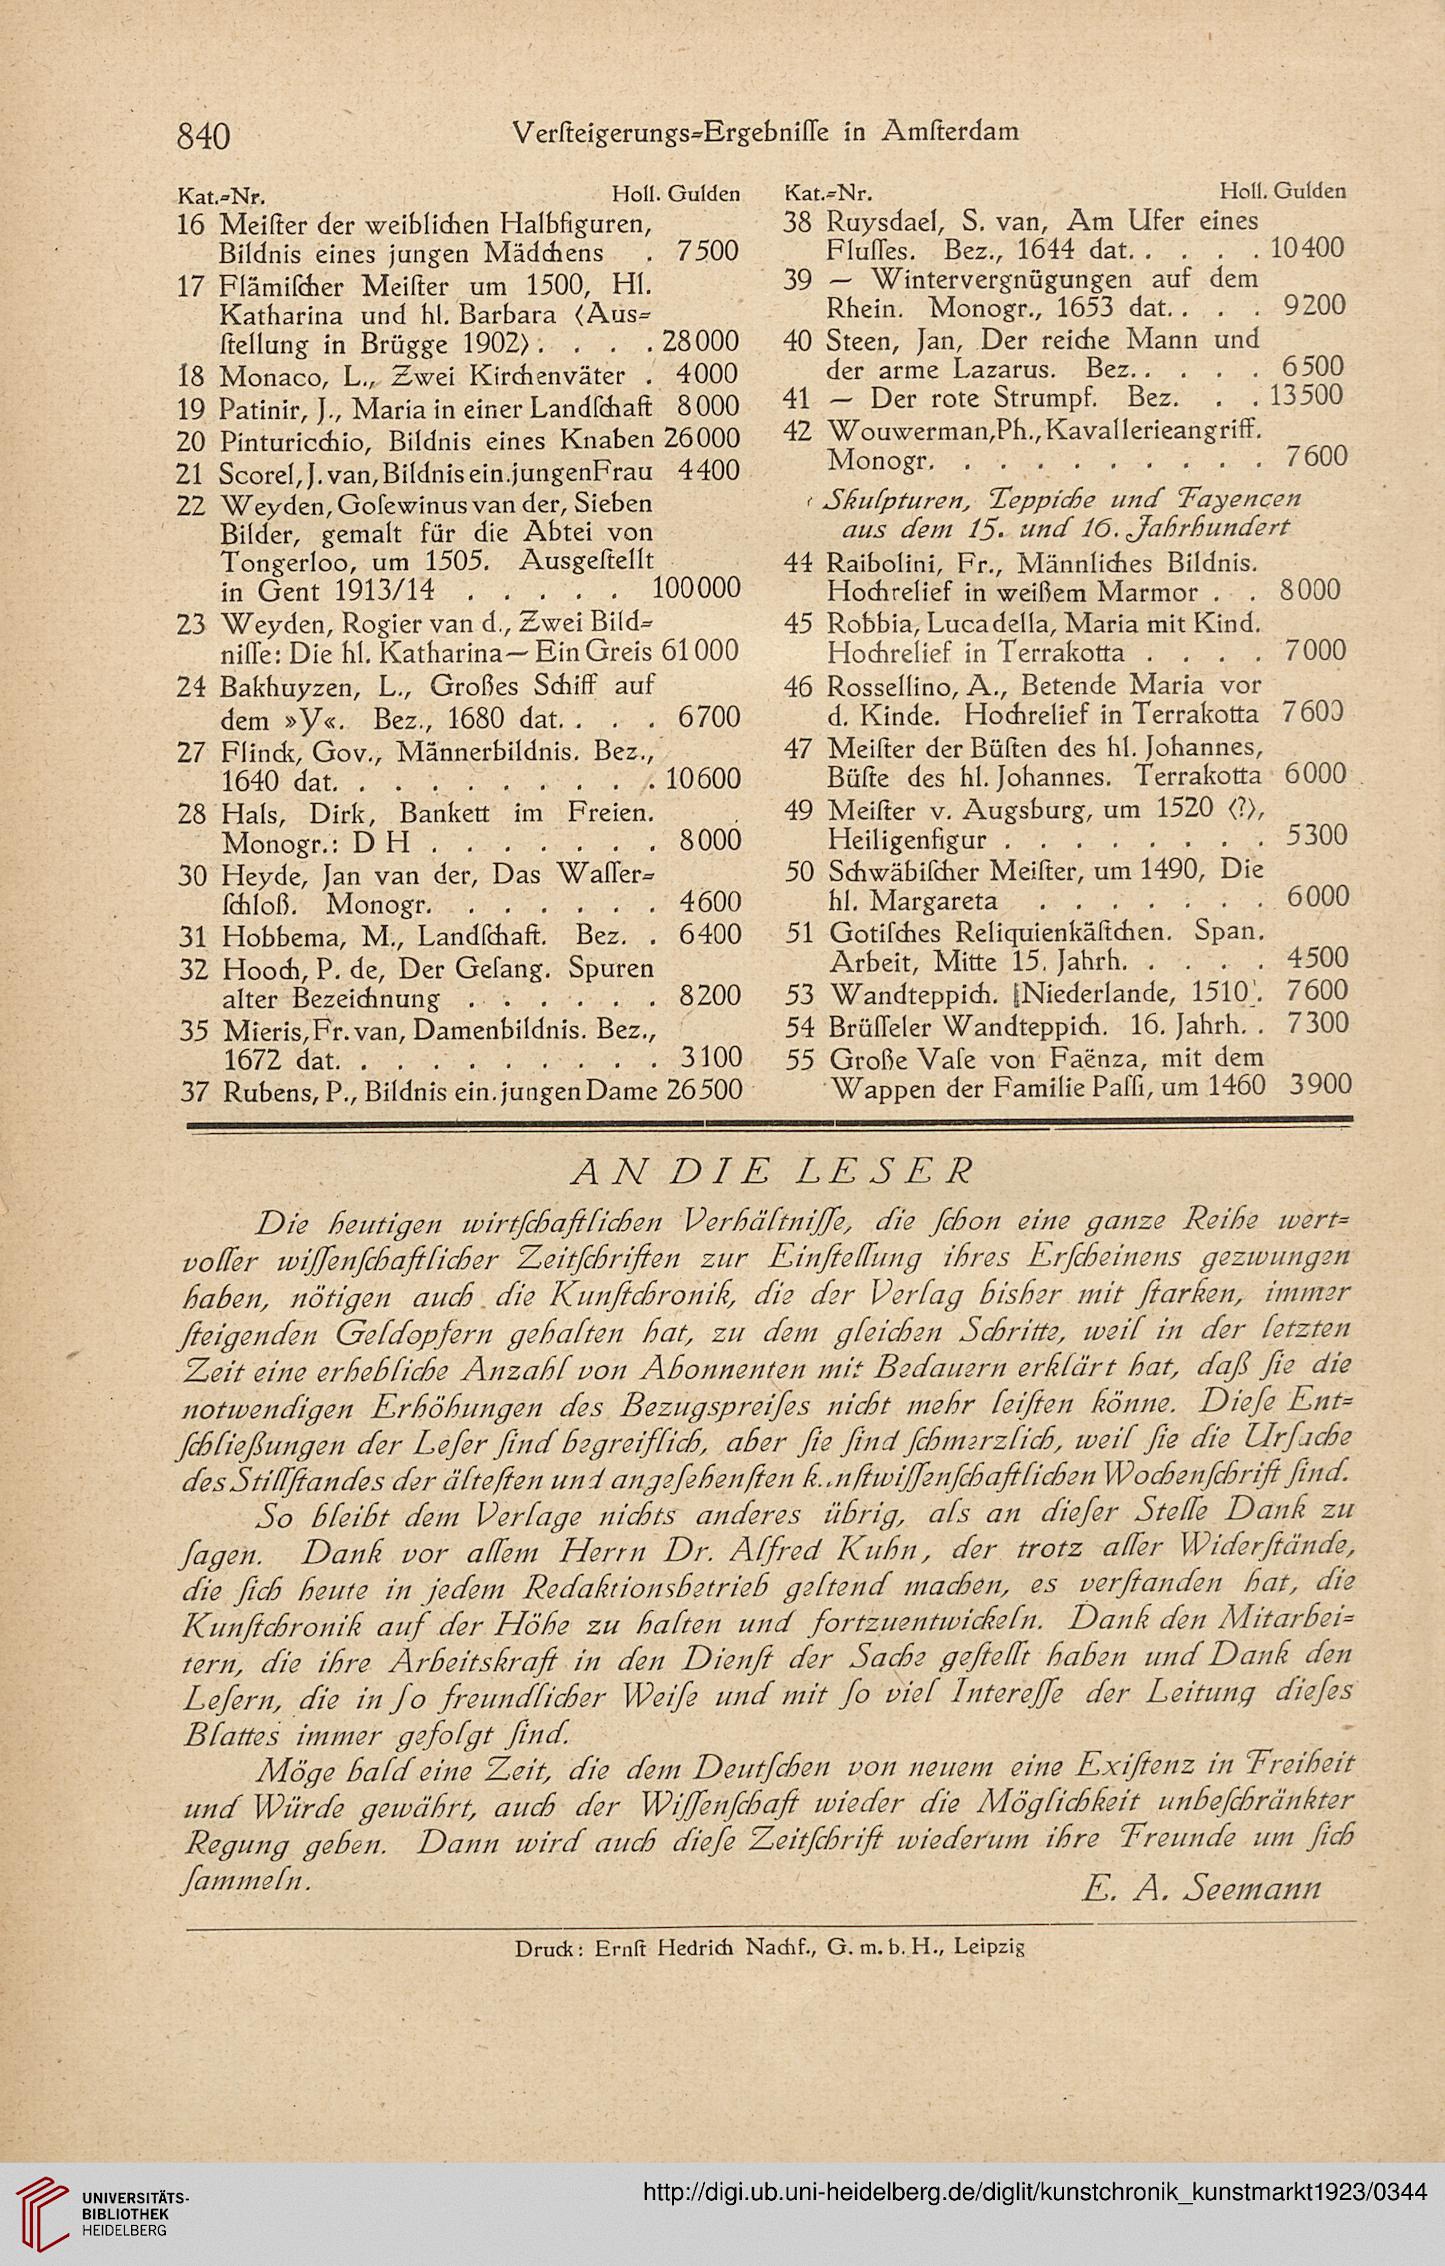 840
Verſteigerungs-Ergebniſſe in Amſterdam
Kat.-Nr. Holl. Gulden
16 Meiſter der weiblichen Halbfiguren,
Bildnis eines jungen Mädchens . 7500
17 Flämiſcher Meiſter um 1500, Hl.
Katharina und hl. Barbara (Aus-
ſtellung in Brügge 1902) . . . . 28000
18 Monaco, L., Zwei Kirchenväter . 4000
19 Patinir, J., Maria in einer Landſchaft 8000
20 Pinturicchio, Bildnis eines Knaben 26000
21 Scorel, J. van, Bildnis ein. jungen Frau 4400
22 Weyden, Goſewinus van der, Sieben
Bilder, gemalt für die Abtei von
Tongerloo, um 1505. Ausgeſtellt
in Gent 1913/14 . . . . . 100000
23 Weyden, Rogier van d., Zwei Bild-
niſſe: Die hl. Katharina — Ein Greis 61000
24 Bakhuyzen, L., Großes Schiff auf
dem »Y«. Bez., 1680 dat. . . . 6700
27 Flinck, Gov., Männerbildnis. Bez.,
1640 dat. . . . . . . . . . 10600
28 Hals, Dirk, Bankett im Freien.
Monogr.: D H . . . . . . . 8000
30 Heyde, Jan van der, Das Waſſer-
ſchloß. Monogr. . . . . . . 4600
31 Hobbema, M., Landſchaft. Bez. . 6400
32 Hooch, P. de, Der Geſang. Spuren
alter Bezeichnung . . . . . . 8200
35 Mieris, Fr. van, Damenbildnis. Bez.,
1672 dat. . . . . . . . . . 3100
37 Rubens, P., Bildnis ein. jungen Dame 26500
Kat.-Nr. Holl. Gulden
38 Ruysdael, S. van, Am Ufer eines
Fluſſes. Bez., 1644 dat. . . . . 10400
39 — Wintervergnügungen auf dem
Rhein. Monogr., 1653 dat. . . . 9200
40 Steen, Jan, Der reiche Mann und
der arme Lazarus. Bez. . . . . 6500
41 — Der rote Strumpf. Bez. . . 13500
42 Wouwerman, Ph., Kavallerieangriff.
Monogr. . . . . . . . . . 7600
Skulpturen, Teppiche und Fayencen
aus dem 15. und 16. Jahrhundert
44 Raibolini, Fr., Männliches Bildnis.
Hochrelief in weißem Marmor . . 8000
45 Robbia, Luca della, Maria mit Kind.
Hochrelief in Terrakotta . . . . 7000
46 Rossellino, A., Betende Maria vor
d. Kinde. Hochrelief in Terrakotta 7600
47 Meiſter der Büſten des hl. Johannes,
Büſte des hl. Johannes. Terrakotta 6000
49 Meiſter v. Augsburg, um 1520 (?),
Heiligenfigur . . . . . . . . 5300
50 Schwäbiſcher Meiſter, um 1490, Die
hl. Margareta . . . . . . . 6000
51 Gotiſches Reliquienkäſtchen. Span.
Arbeit, Mitte 15. Jahrh. . . . . 4500
53 Wandteppich. [Niederlande, 1510]. 7600
54 Brüſſeler Wandteppich. 16. Jahrh. . 7300
55 Große Vaſe von Faënza, mit dem
Wappen der Familie Paſſi, um 1460 3900
AN DIE LESER
Die heutigen wirtſchaftlichen Verhältniſſe, die ſchon eine ganze Reihe wert-
voller wiſſenſchaftlicher Zeitſchriften zur Einſtellung ihres Erſcheinens gezwungen
haben, nötigen auch die Kunſtchronik, die der Verlag bisher mit ſtarken, immer
ſteigenden Geldopfern gehalten hat, zu dem gleichen Schritte, weil in der letzten
Zeit eine erhebliche Anzahl von Abonnenten mit Bedauern erklärt hat, daß ſie die
notwendigen Erhöhungen des Bezugspreiſes nicht mehr leiſten könne. Dieſe Ent-
ſchließungen der Leſer ſind begreiflich, aber ſie ſind ſchmerzlich, weil ſie die Urſache
des Stillſtandes der älteſten und angeſehenſten kunſtwiſſenſchaftlichen Wochenſchrift ſind.
So bleibt dem Verlage nichts anderes übrig, als an dieſer Stelle Dank zu
ſagen. Dank vor allem Herrn Dr. Alfred Kuhn, der trotz aller Widerſtände,
die ſich heute in jedem Redaktionsbetrieb geltend machen, es verſtanden hat, die
Kunſtchronik auf der Höhe zu halten und fortzuentwickeln. Dank den Mitarbei-
tern, die ihre Arbeitskraft in den Dienſt der Sache geſtellt haben und Dank den
Leſern, die in ſo freundlicher Weiſe und mit ſo viel Intereſſe der Leitung dieſes
Blattes immer gefolgt ſind.
Möge bald eine Zeit, die dem Deutſchen von neuem eine Exiſtenz in Freiheit
und Würde gewährt, auch der Wiſſenſchaft wieder die Möglichkeit unbeſchränkter
Regung geben. Dann wird auch dieſe Zeitſchrift wiederum ihre Freunde um ſich
ſammeln.
E. A. Seemann
Druck: Ernſt Hedrich Nachf., G. m. b. H., Leipzig
UNIVERSITÄTS-
BIBLIOTHEK
HEIDELBERG
http://digi.ub.uni-heidelberg.de/diglit/kunstchronik_kunstmarkt1923/0344